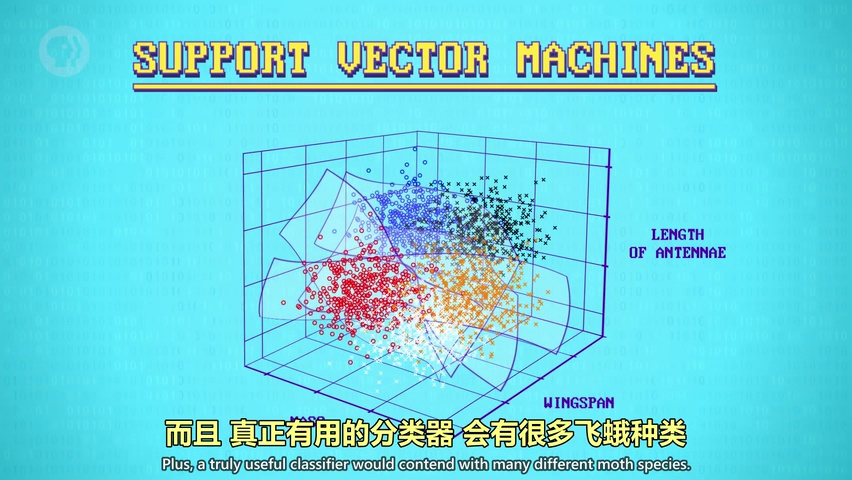 SUPPORT VECTOR MACHINES
LENGTH
OF ANTENNAE
WINGSPAN
MASS
而且 真正有用的分类器 会有很多飞蛾种类
Plus, a truly useful classifier would contend with many different moth species.